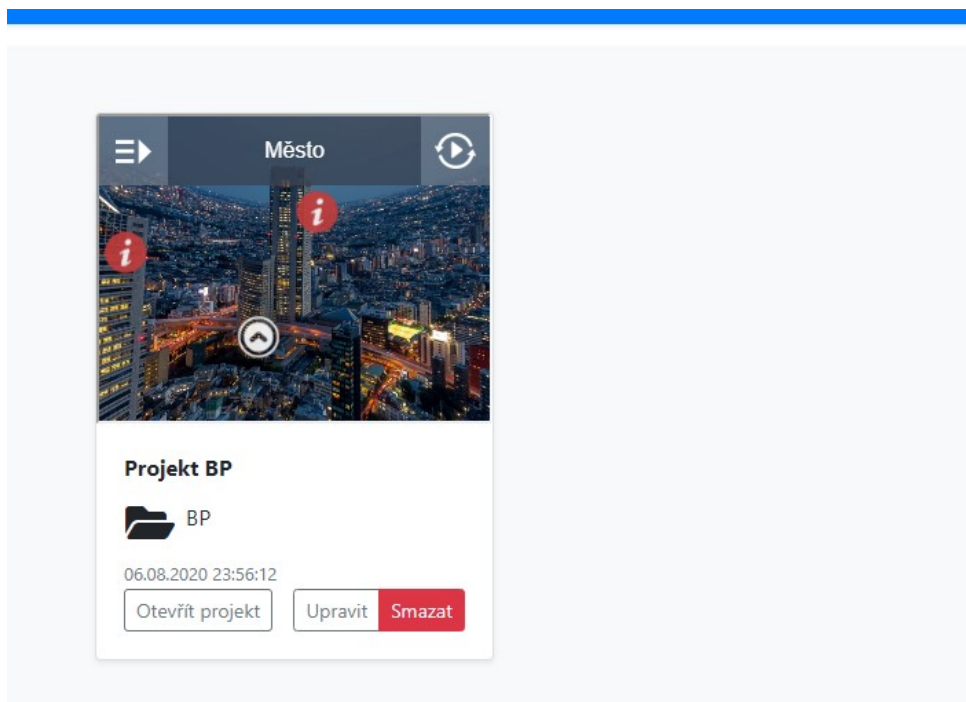 Město
i
i
Projekt BP
BP
06.08.2020 23:56:12
Otevřít projekt Upravit Smazat